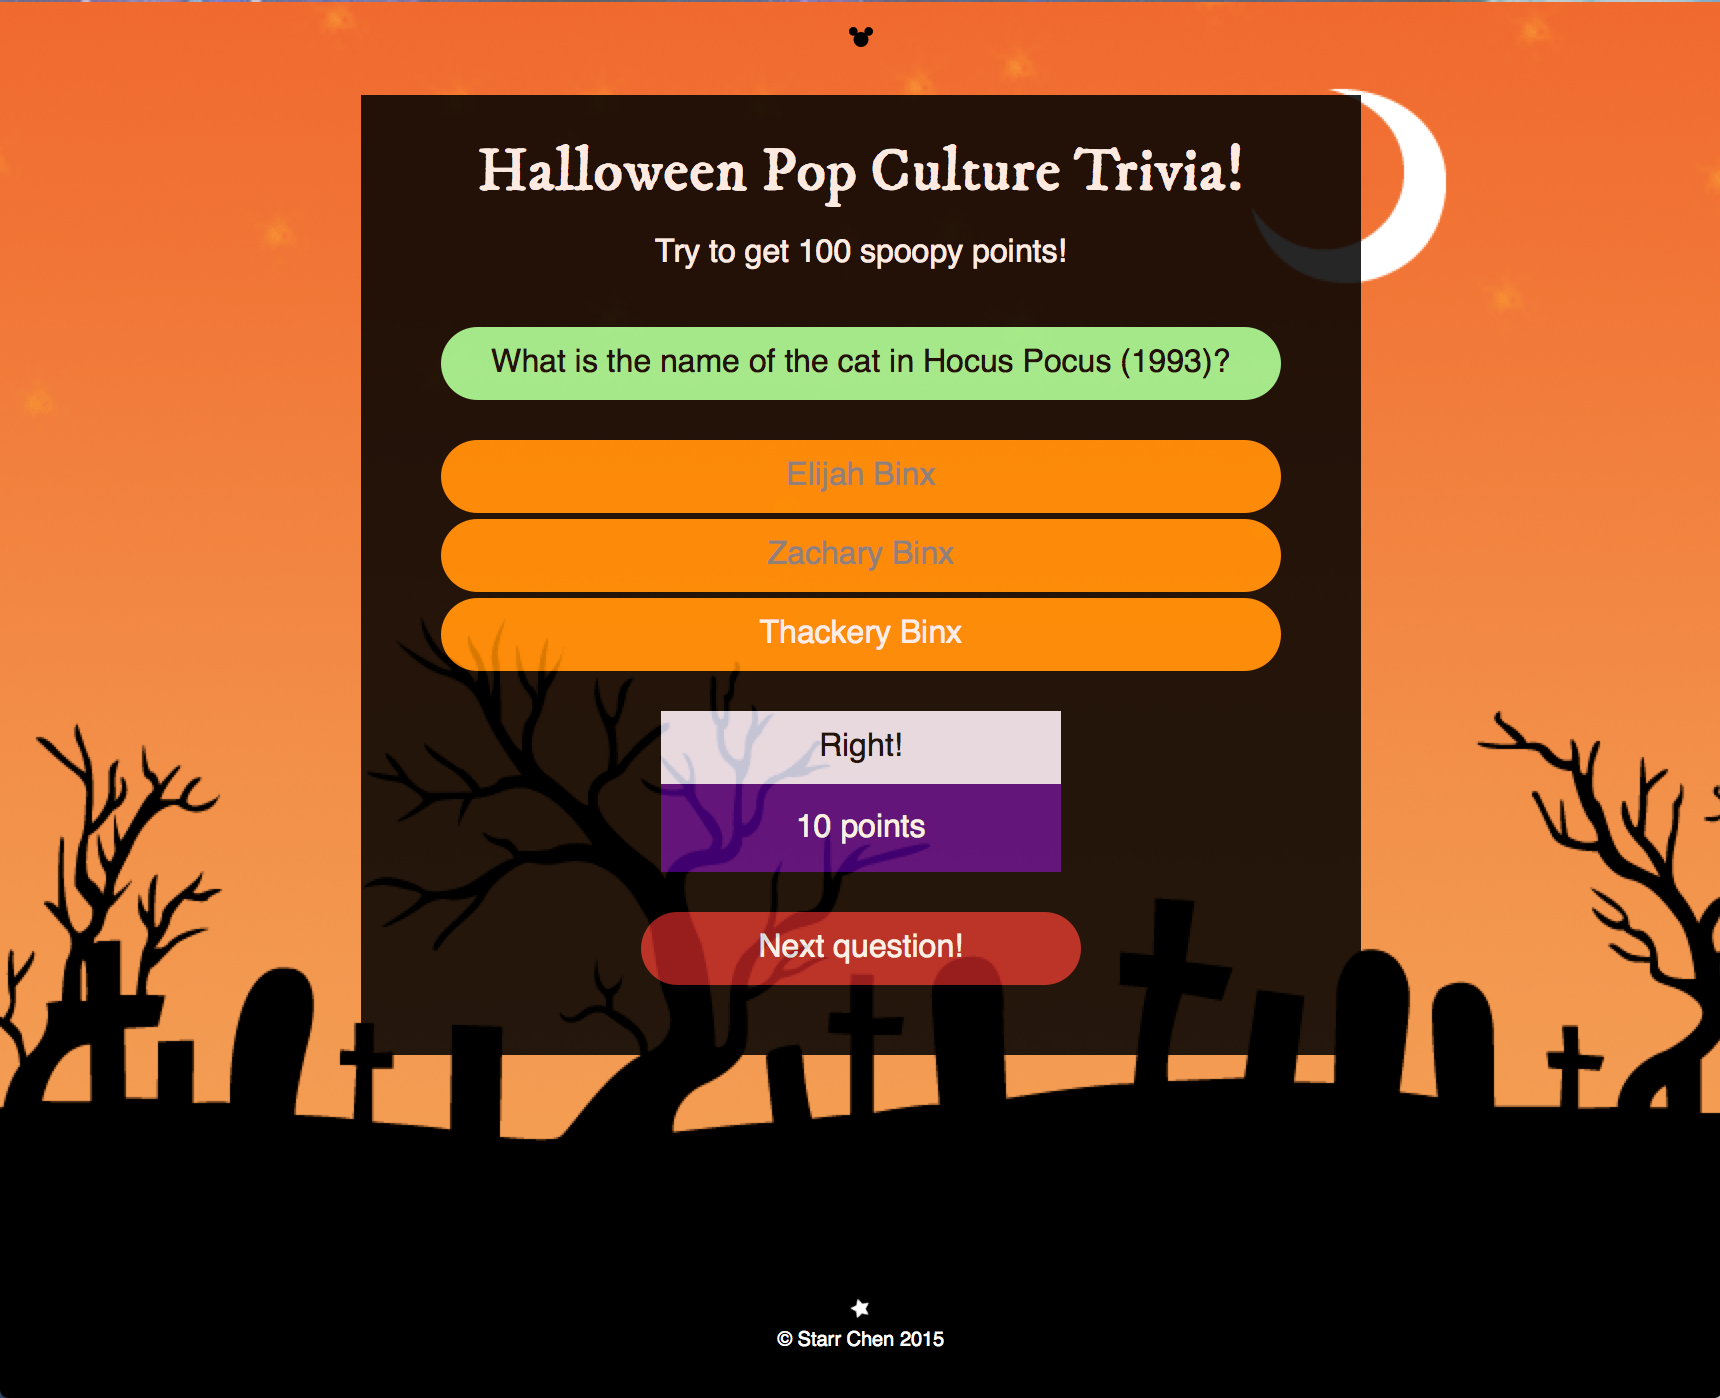 Halloween Pop Culture Trivia!
Try to get 100 spoopy points!
What is the name of the cat in Hocus Pocus (1993)?
Elijah Binx
Zachary Binx
Thackery Binx
Right!
10 points
Next question!
© Starr Chen 2015